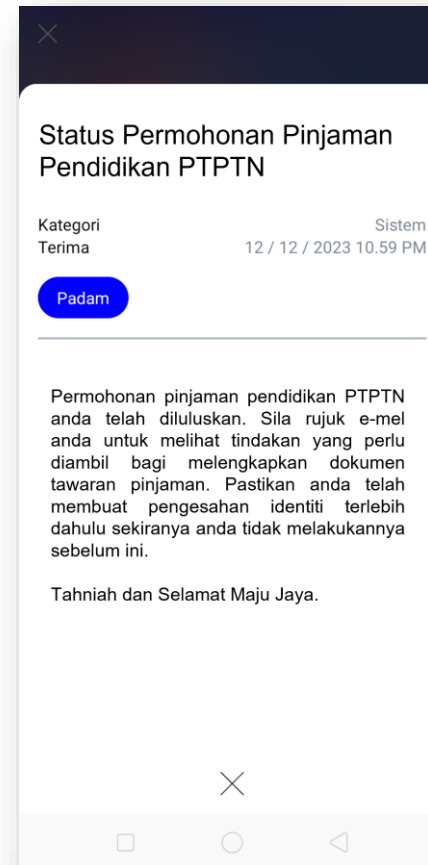 Status Permohonan Pinjaman
Pendidikan PTPTN
Kategori Sistem
Terima 12 / 12 / 2023 10.59 PM
Padam
Permohonan pinjaman pendidikan PTPTN
anda telah diluluskan. Sila rujuk e-mel
anda untuk melihat tindakan yang perlu
diambil bagi melengkapkan dokumen
tawaran pinjaman. Pastikan anda telah
membuat pengesahan identiti terlebih
dahulu sekiranya anda tidak melakukannya
sebelum ini.
Tahniah dan Selamat Maju Jaya.